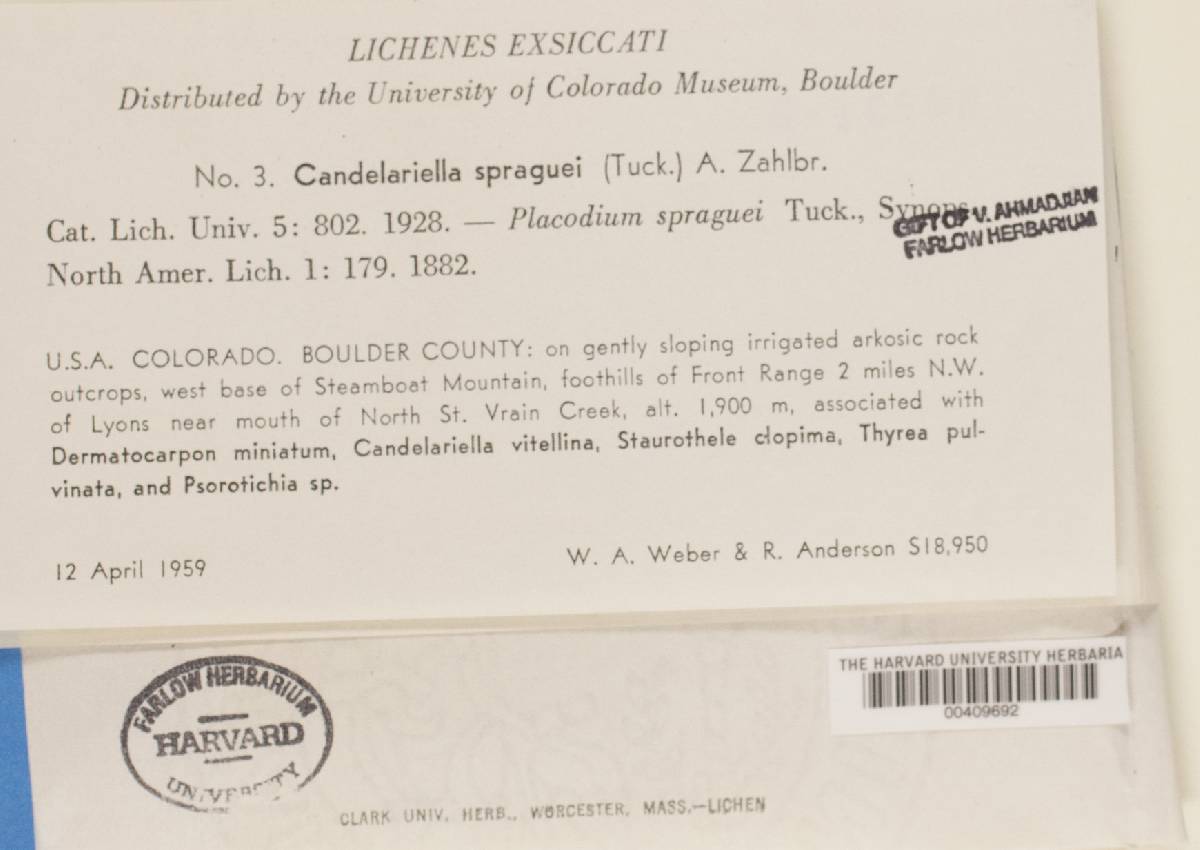 LICHENES EXSICCATI
Distributed by the University of Colorado Museum, Boulder
No. 3. Candelariella spraguei (Tuck.) A. Zahlbr.
Cat. Lich. Univ. 5: 802. 1928. — Placodium spraguei Tuck., Synops.
GIFT OF V. AHMADJIAN
FARLOW HERBARIUM
North Amer. Lich. 1: 179. 1882.
U.S.A. COLORADO. BOULDER COUNTY: on gently sloping irrigated arkosic rock
outcrops, west base of Steamboat Mountain, foothills of Front Range 2 miles N.W.
of Lyons near mouth of North St. Vrain Creek, alt. 1,900 m, associated with
Dermatocarpon miniatum, Candelariella vitellina, Staurothele clopima, Thyrea pul-
vinata, and Psorotichia sp.
12 April 1959
W. A. Weber & R. Anderson S18,950
FARLOW HERBARIUM
HARVARD
UNIVERSITY
THE HARVARD UNIVERSITY HERBARIA
00409692
CLARK UNIV. HERB., WORCESTER, MASS.—LICHEN